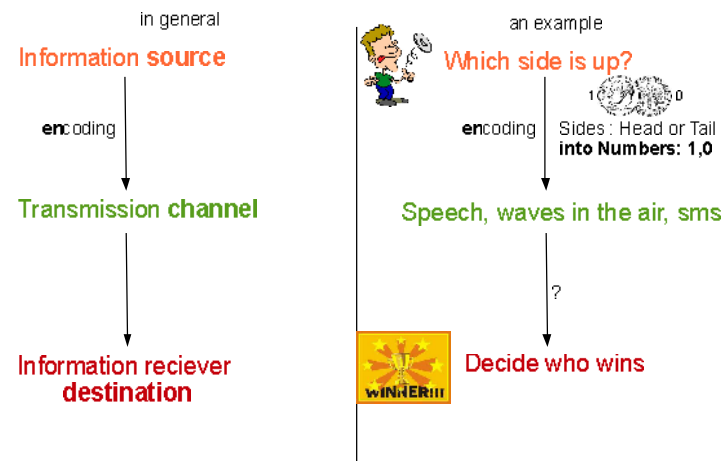 in general
Information source
encoding
Transmission channel
Information reciever
destination
an example
Which side is up?
1 0
encoding Sides : Head or Tail
into Numbers: 1,0
Speech, waves in the air, sms
?
WINNER!!!
Decide who wins